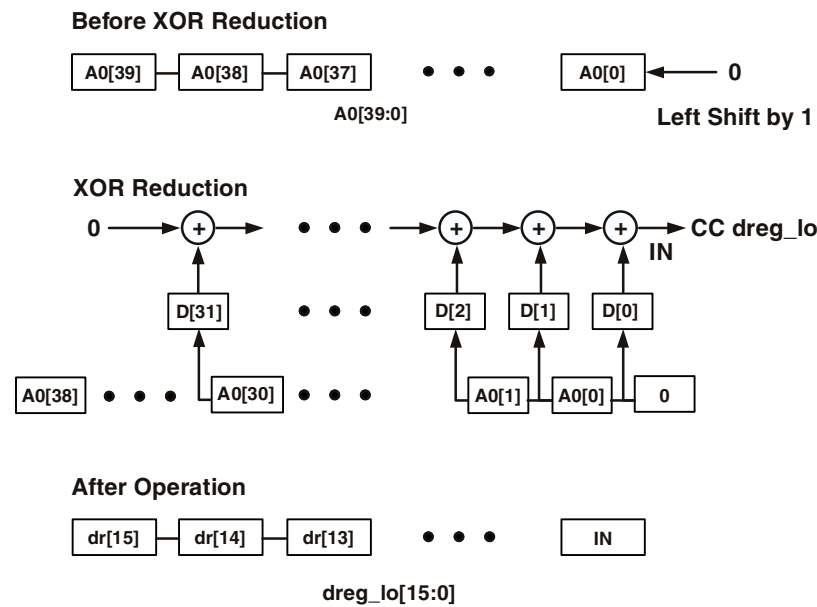 Before XOR Reduction
A0[39] A0[38] A0[37] A0[0] 0
A0[39:0]
Left Shift by 1
XOR Reduction
0 + + + + CC dreg_lo
IN
D[31] D[2] D[1] D[0]
A0[38] A0[30] A0[1] A0[0] 0
After Operation
dr[15] dr[14] dr[13] IN
dreg_lo[15:0]